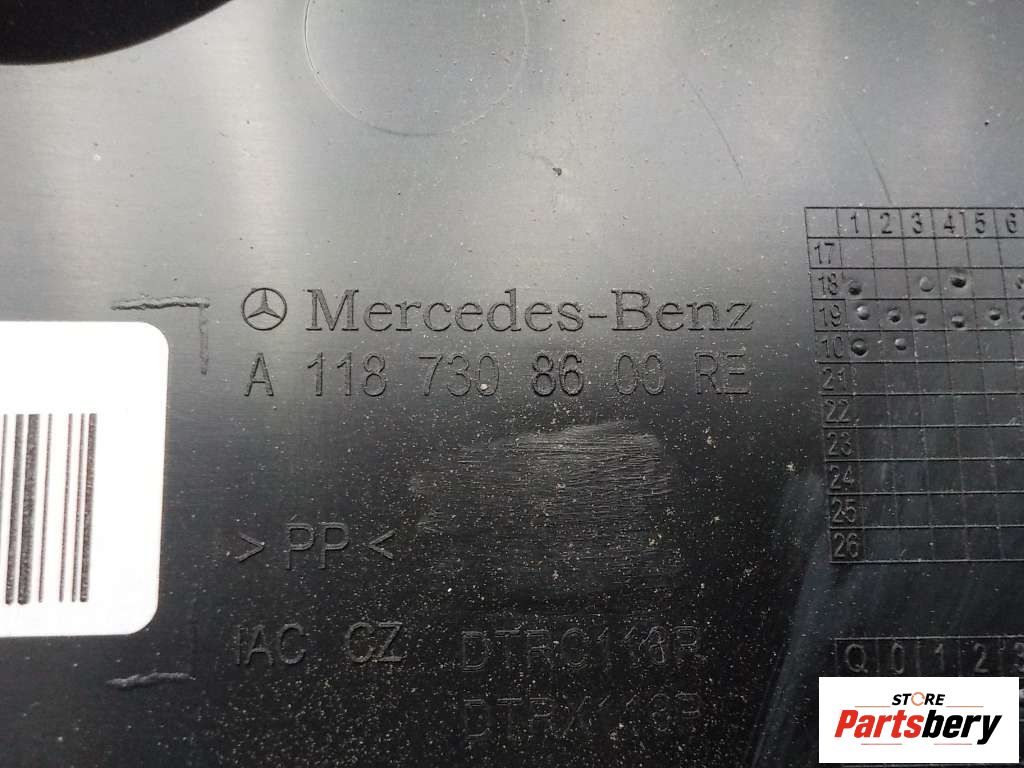 Mercedes-Benz
A 118 730 86 00 RE
> PP <
IAC CZ DTRC118R
1 2 3 4 5 6
17
18
19
10
21
22
23
24
25
26
Q 0 1 2 3
STORE
Partsbery